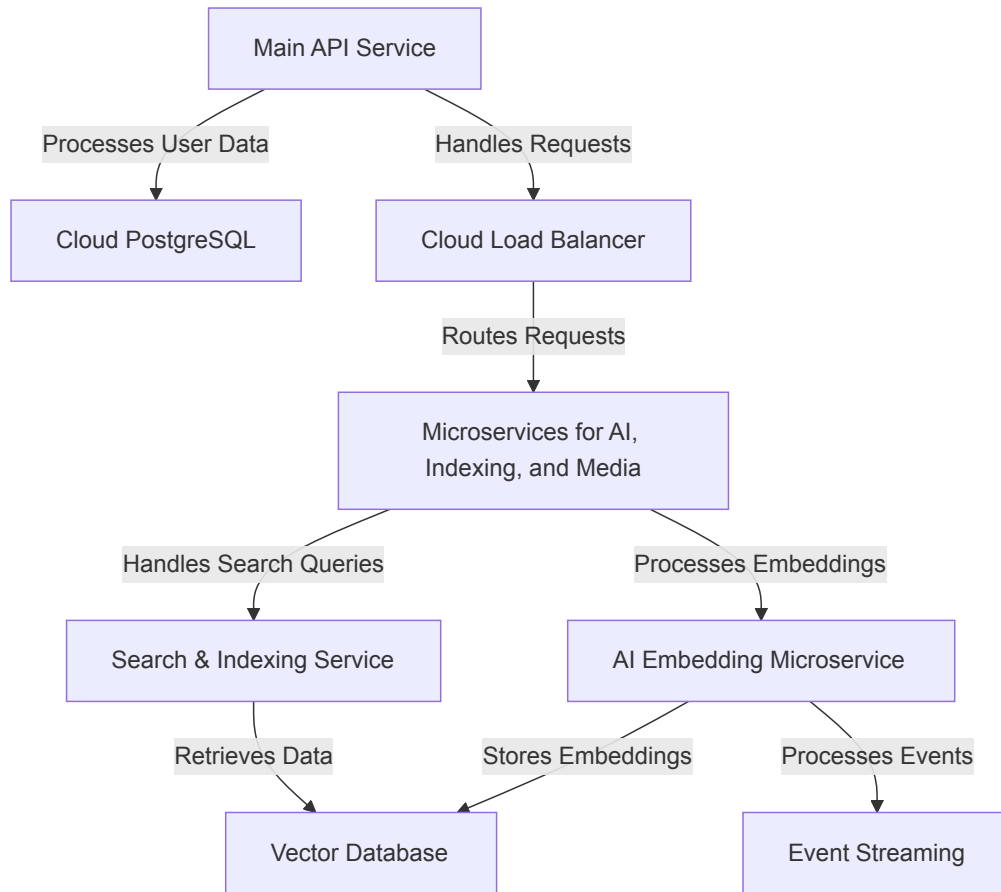 Main API Service
Processes User Data
Handles Requests
Cloud PostgreSQL
Cloud Load Balancer
Routes Requests
Microservices for AI,
Indexing, and Media
Handles Search Queries
Processes Embeddings
Search & Indexing Service
AI Embedding Microservice
Retrieves Data
Stores Embeddings
Processes Events
Vector Database
Event Streaming